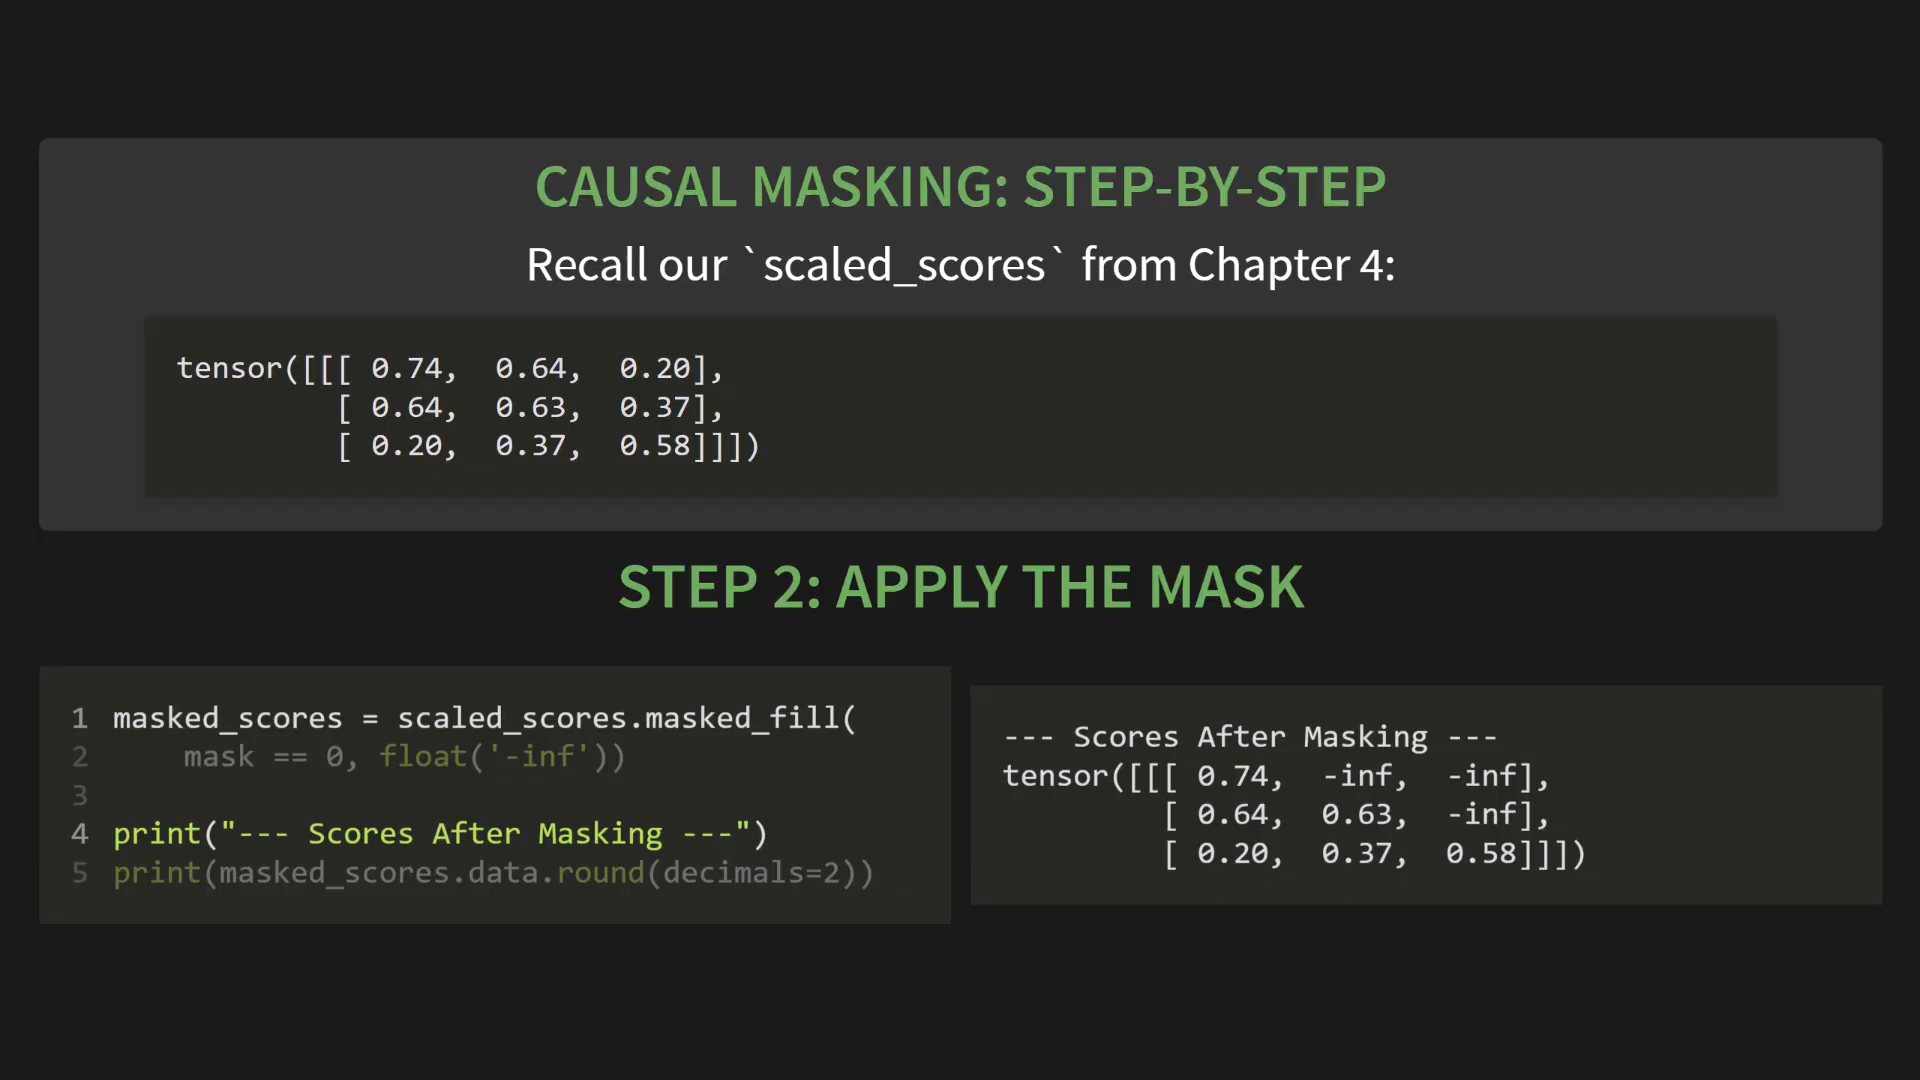 CAUSAL MASKING: STEP-BY-STEP
Recall our `scaled_scores` from Chapter 4:
tensor([[[ 0.74,  0.64,  0.20],
         [ 0.64,  0.63,  0.37],
         [ 0.20,  0.37,  0.58]]])
STEP 2: APPLY THE MASK
1 masked_scores = scaled_scores.masked_fill(
2     mask == 0, float('-inf'))
3
4 print("--- Scores After Masking ---")
5 print(masked_scores.data.round(decimals=2))
--- Scores After Masking ---
tensor([[[ 0.74,  -inf,  -inf],
         [ 0.64,  0.63,  -inf],
         [ 0.20,  0.37,  0.58]]])